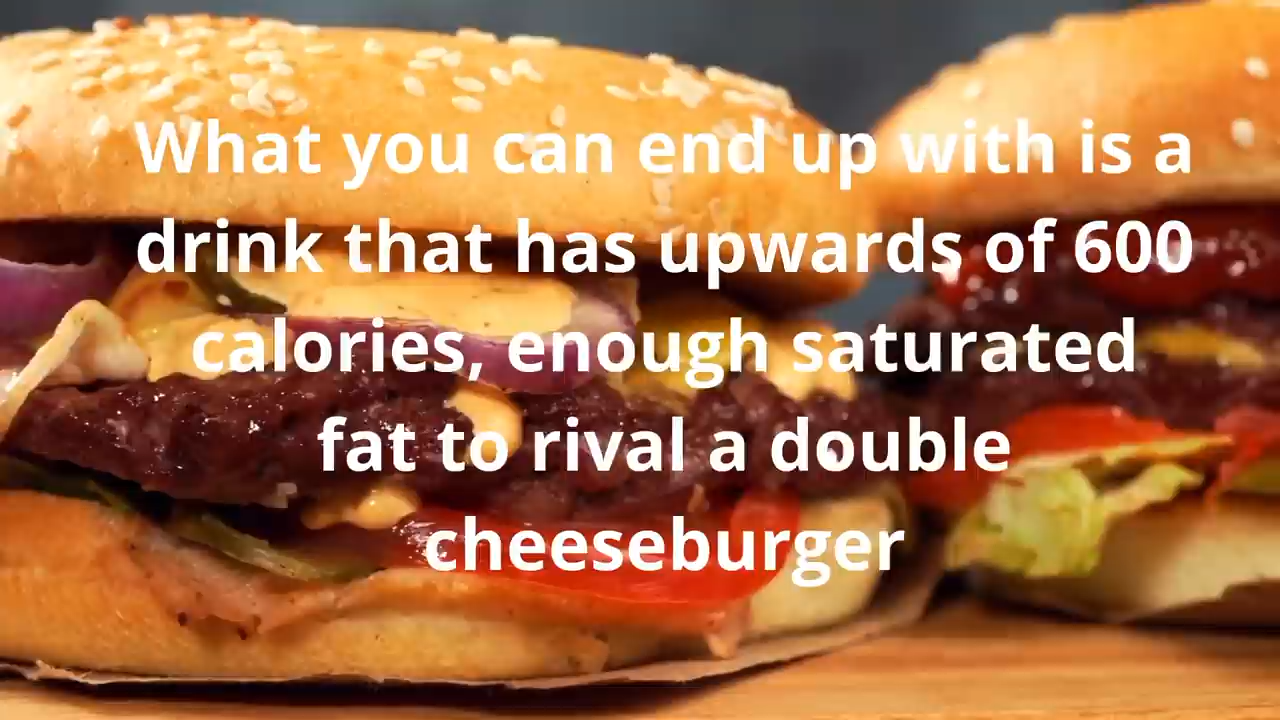 What you can end up with is a
drink that has upwards of 600
calories, enough saturated
fat to rival a double
cheeseburger